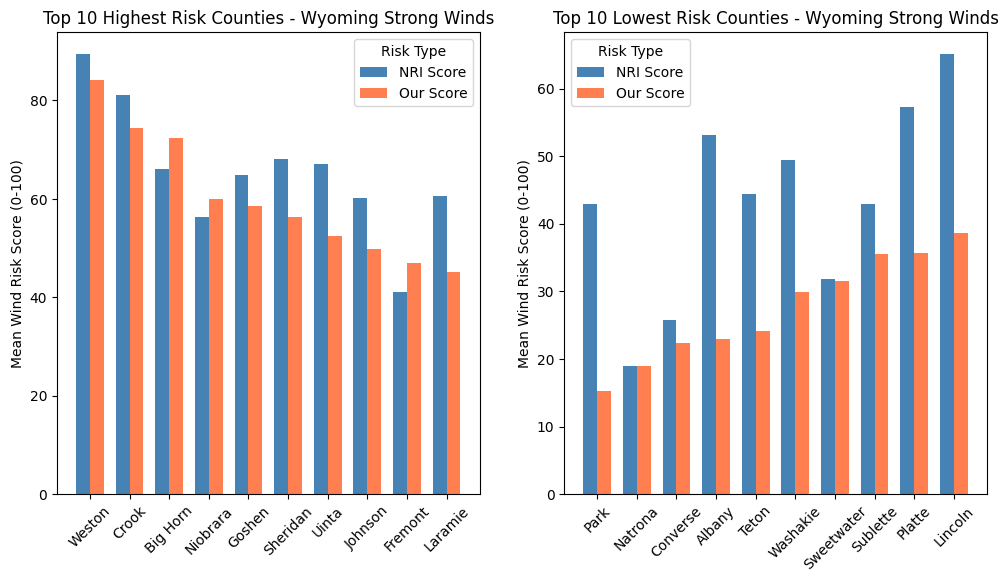 Top 10 Highest Risk Counties - Wyoming Strong Winds
Mean Wind Risk Score (0-100)
80
60
40
20
0
Risk Type
NRI Score
Our Score
Weston
Crook
Big Horn
Niobrara
Goshen
Sheridan
Uinta
Johnson
Fremont
Laramie
Top 10 Lowest Risk Counties - Wyoming Strong Winds
Mean Wind Risk Score (0-100)
60
50
40
30
20
10
0
Risk Type
NRI Score
Our Score
Park
Natrona
Converse
Albany
Teton
Washakie
Sweetwater
Sublette
Platte
Lincoln